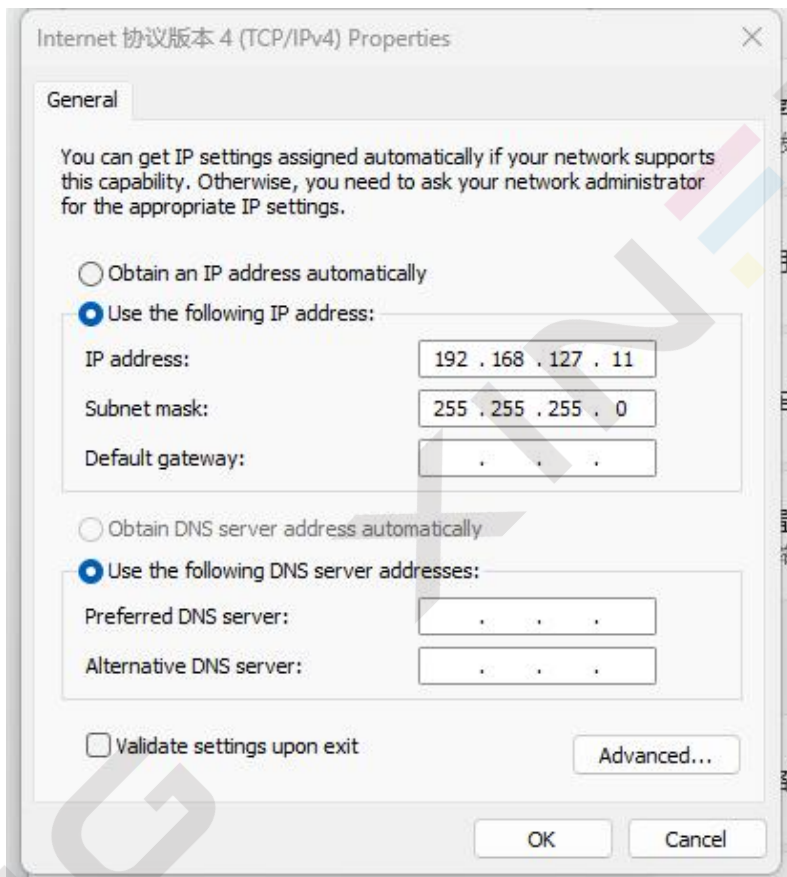 Internet 协议版本 4 (TCP/IPv4) Properties
General
You can get IP settings assigned automatically if your network supports
this capability. Otherwise, you need to ask your network administrator
for the appropriate IP settings.
Obtain an IP address automatically
Use the following IP address:
IP address: 192 . 168 . 127 . 11
Subnet mask: 255 . 255 . 255 . 0
Default gateway: . . .
Obtain DNS server address automatically
Use the following DNS server addresses:
Preferred DNS server: . . .
Alternative DNS server: . . .
Validate settings upon exit
Advanced...
OK Cancel
XIN
G